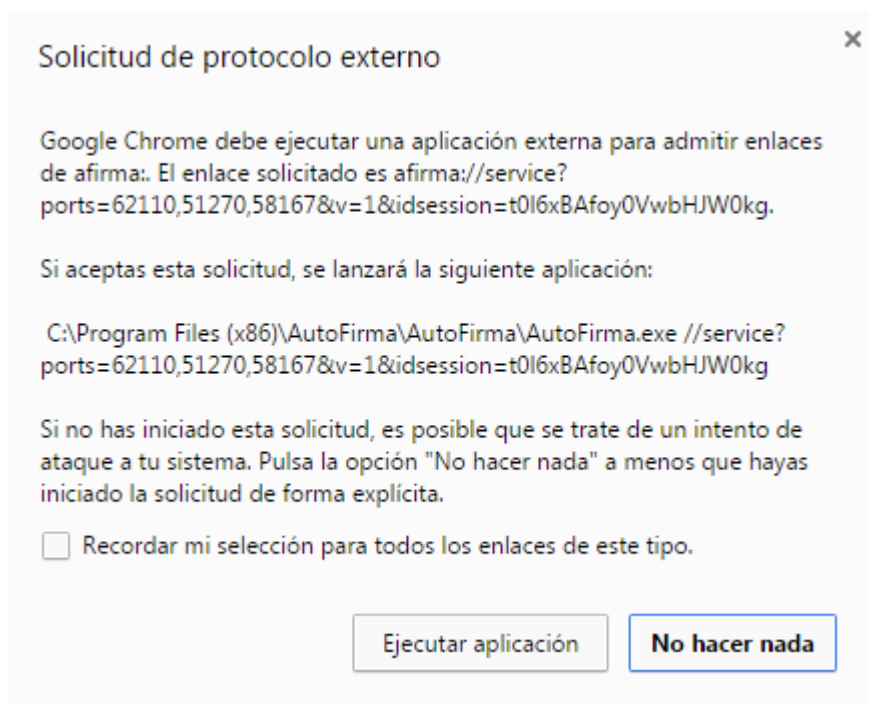 Solicitud de protocolo externo
Google Chrome debe ejecutar una aplicación externa para admitir enlaces
de afirma:. El enlace solicitado es afirma://service?
ports=62110,51270,58167&v=1&idsession=t0l6xBAfoy0VwbHJW0kg.
Si aceptas esta solicitud, se lanzará la siguiente aplicación:
C:\Program Files (x86)\AutoFirma\AutoFirma\AutoFirma.exe //service?
ports=62110,51270,58167&v=1&idsession=t0l6xBAfoy0VwbHJW0kg
Si no has iniciado esta solicitud, es posible que se trate de un intento de
ataque a tu sistema. Pulsa la opción "No hacer nada" a menos que hayas
iniciado la solicitud de forma explícita.
Recordar mi selección para todos los enlaces de este tipo.
Ejecutar aplicación
No hacer nada